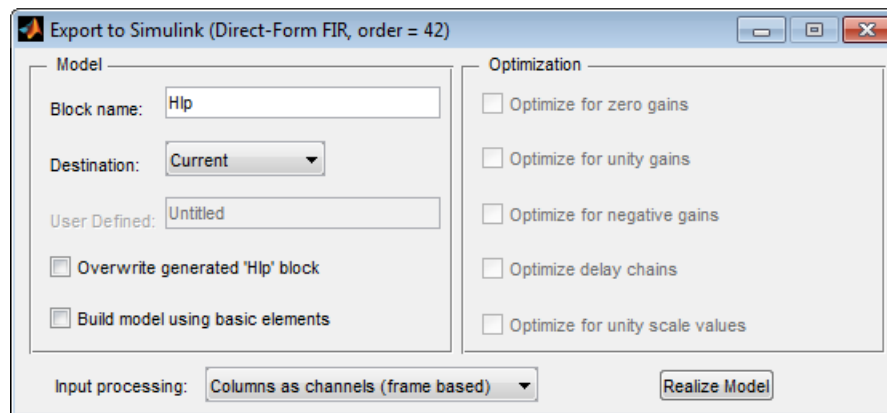 Export to Simulink (Direct-Form FIR, order = 42)
Model
Block name: Hlp
Destination: Current
User Defined: Untitled
Overwrite generated 'Hlp' block
Build model using basic elements
Optimization
Optimize for zero gains
Optimize for unity gains
Optimize for negative gains
Optimize delay chains
Optimize for unity scale values
Input processing: Columns as channels (frame based)
Realize Model